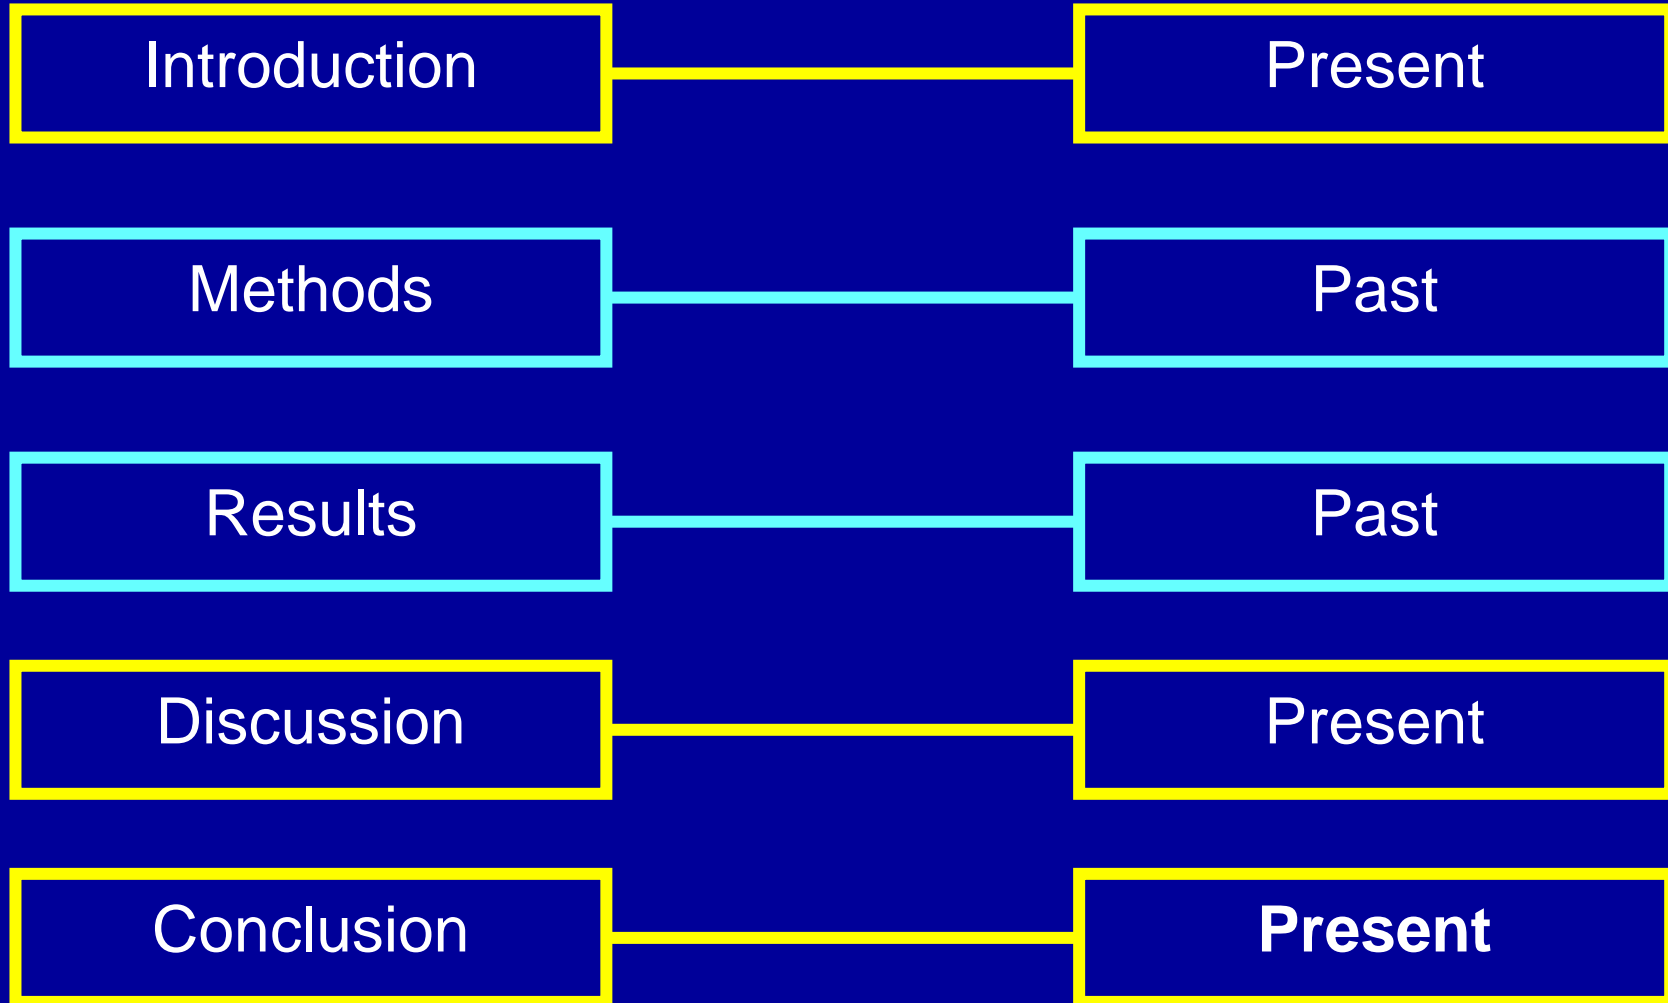 Introduction
Present
Methods
Past
Results
Past
Discussion
Present
Conclusion
Present